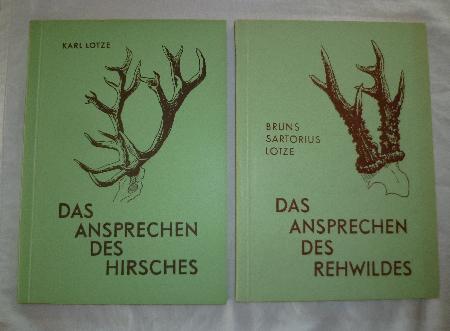 KARL LOTZE
DAS
ANSPRECHEN
DES
HIRSCHES
BRUNS
SARTORIUS
LOTZE
DAS
ANSPRECHEN
DES
REHWILDES